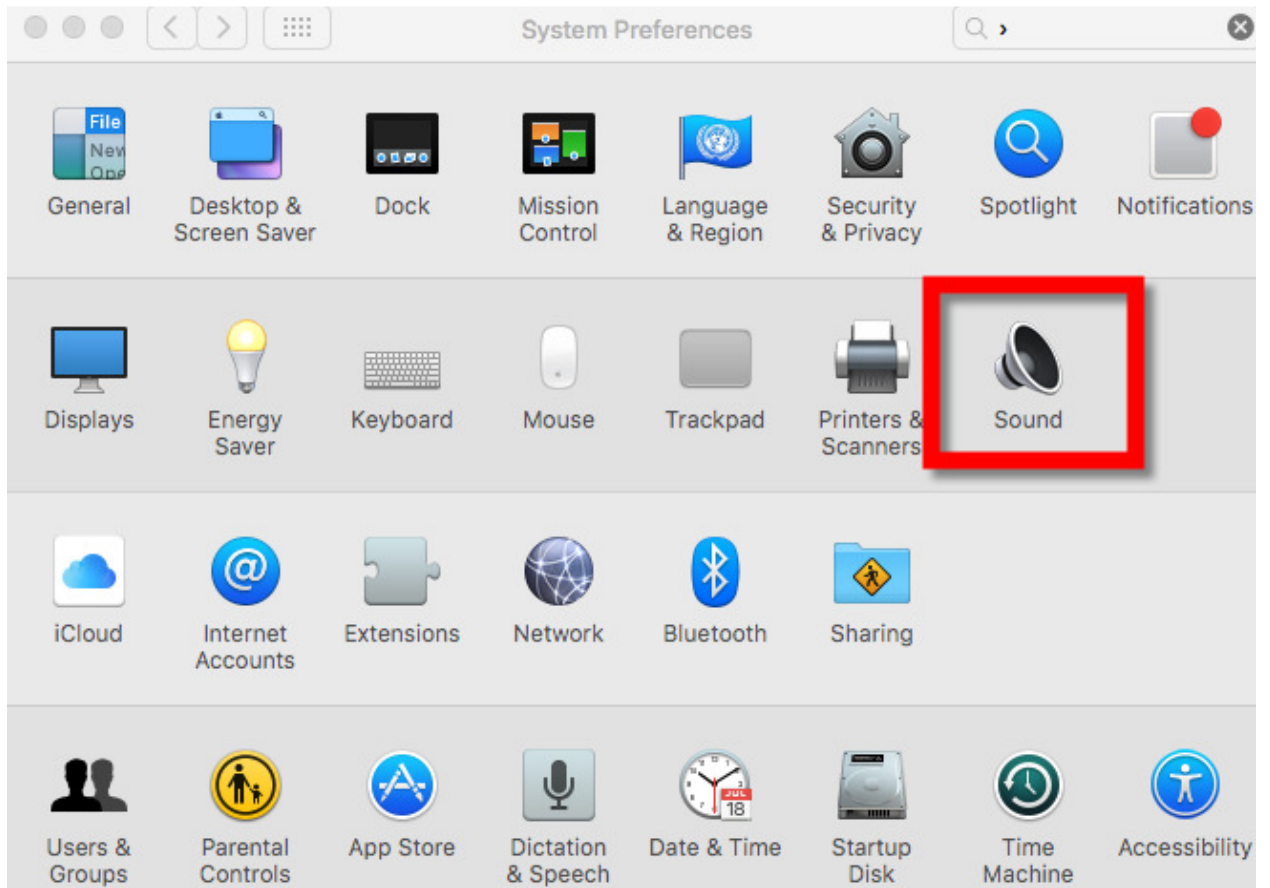 System Preferences
›
File
New
Ope
General
Desktop &
Screen Saver
Dock
Mission
Control
Language
& Region
Security
& Privacy
Spotlight
Notifications
Displays
Energy
Saver
Keyboard
Mouse
Trackpad
Printers &
Scanners
Sound
iCloud
@
Internet
Accounts
Extensions
Network
Bluetooth
Sharing
JUL
18
Users &
Groups
Parental
Controls
App Store
Dictation
& Speech
Date & Time
Startup
Disk
Time
Machine
Accessibility